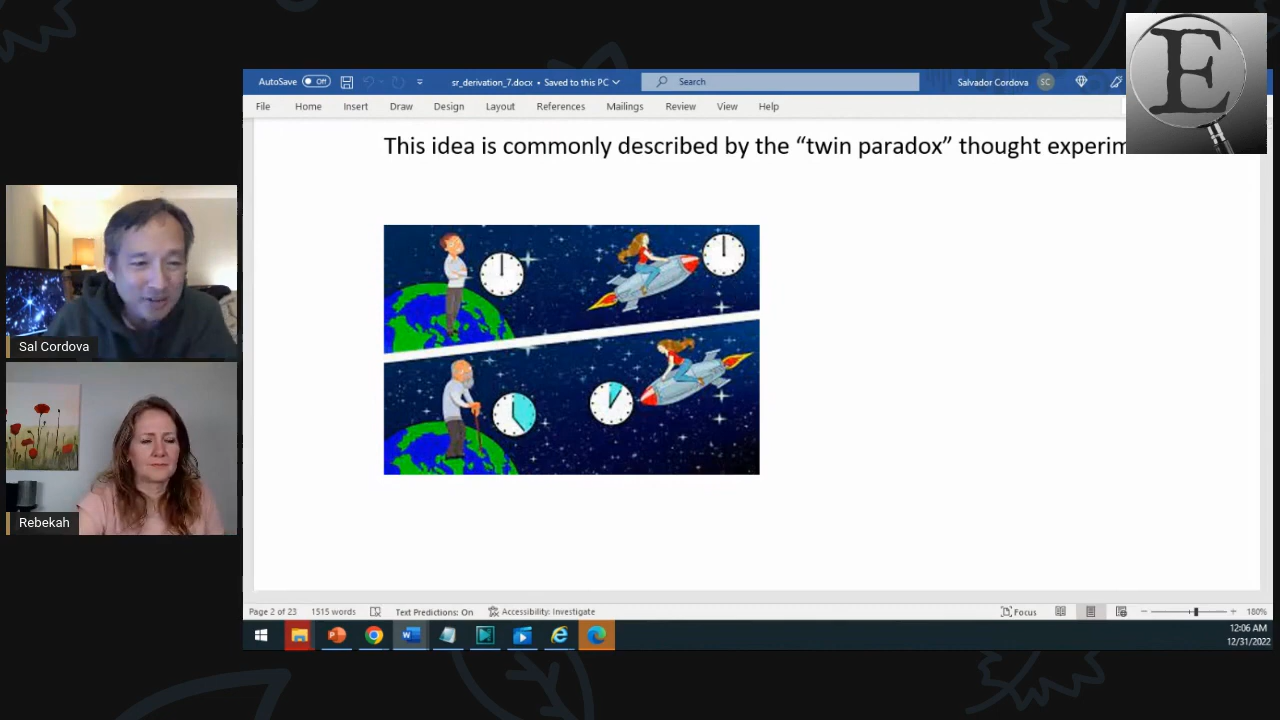 E
AutoSave Off sr_derivation_7.docx • Saved to this PC Search Salvador Cordova SC
File Home Insert Draw Design Layout References Mailings Review View Help
This idea is commonly described by the “twin paradox” thought experim
Sal Cordova
Rebekah
Page 2 of 23 1515 words Text Predictions: On Accessibility: Investigate Focus 180%
12:06 AM
12/31/2022